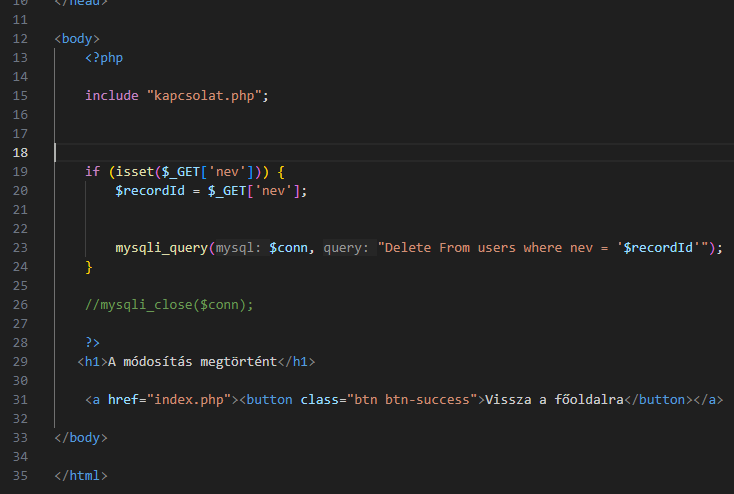 10 </head>
11
12 <body>
13 <?php
14
15 include "kapcsolat.php";
16
17
18
19 if (isset($_GET['nev'])) {
20 $recordId = $_GET['nev'];
21
22
23 mysqli_query(mysql: $conn, query: "Delete From users where nev = '$recordId'");
24 }
25
26 //mysqli_close($conn);
27
28 ?>
29 <h1>A módosítás megtörtént</h1>
30
31 <a href="index.php"><button class="btn btn-success">Vissza a főoldalra</button></a>
32
33 </body>
34
35 </html>